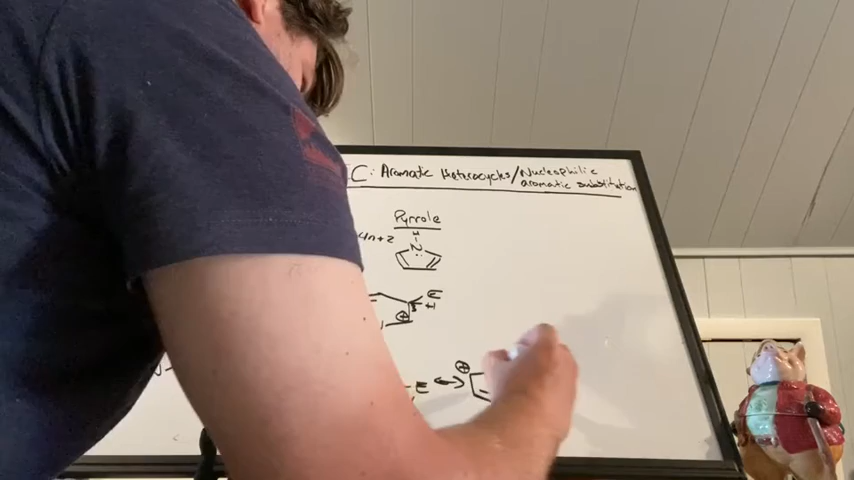 C: Aromatic Heterocycles/Nucleophilic
aromatic substitution
Pyrrole
4n+2
H
N
E
H
E